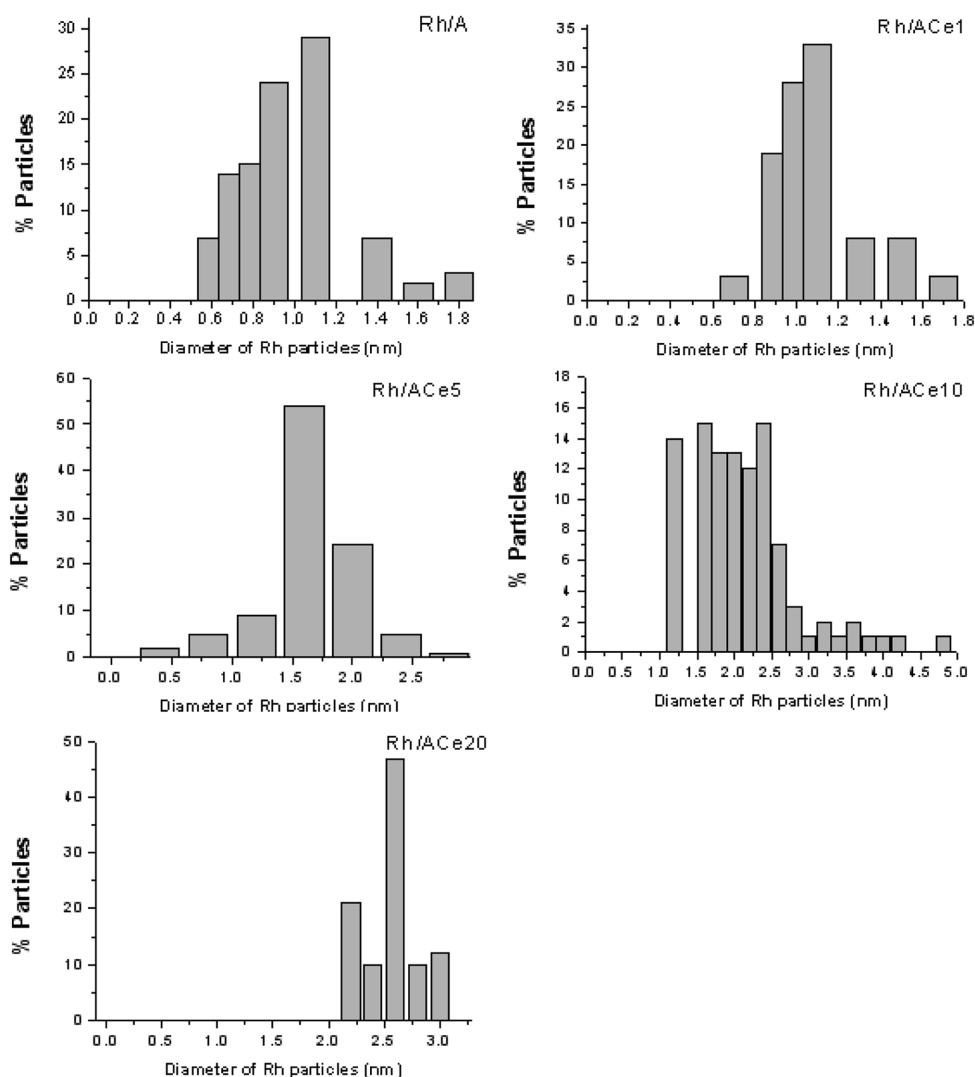 Rh/A
30
25
20
15
10
5
0
% Particles
0.0 0.2 0.4 0.6 0.8 1.0 1.2 1.4 1.6 1.8
Diameter of Rh particles (nm)
Rh/ACe1
35
30
25
20
15
10
5
0
% Particles
0.0 0.2 0.4 0.6 0.8 1.0 1.2 1.4 1.6 1.8
Diameter of Rh particles (nm)
Rh/ACe5
60
50
40
30
20
10
0
% Particles
0.0 0.5 1.0 1.5 2.0 2.5
Diameter of Rh particles (nm)
Rh/ACe10
18
16
14
12
10
8
6
4
2
0
% Particles
0.0 0.5 1.0 1.5 2.0 2.5 3.0 3.5 4.0 4.5 5.0
Diameter of Rh particles (nm)
Rh/ACe20
50
40
30
20
10
0
% Particles
0.0 0.5 1.0 1.5 2.0 2.5 3.0
Diameter of Rh particles (nm)